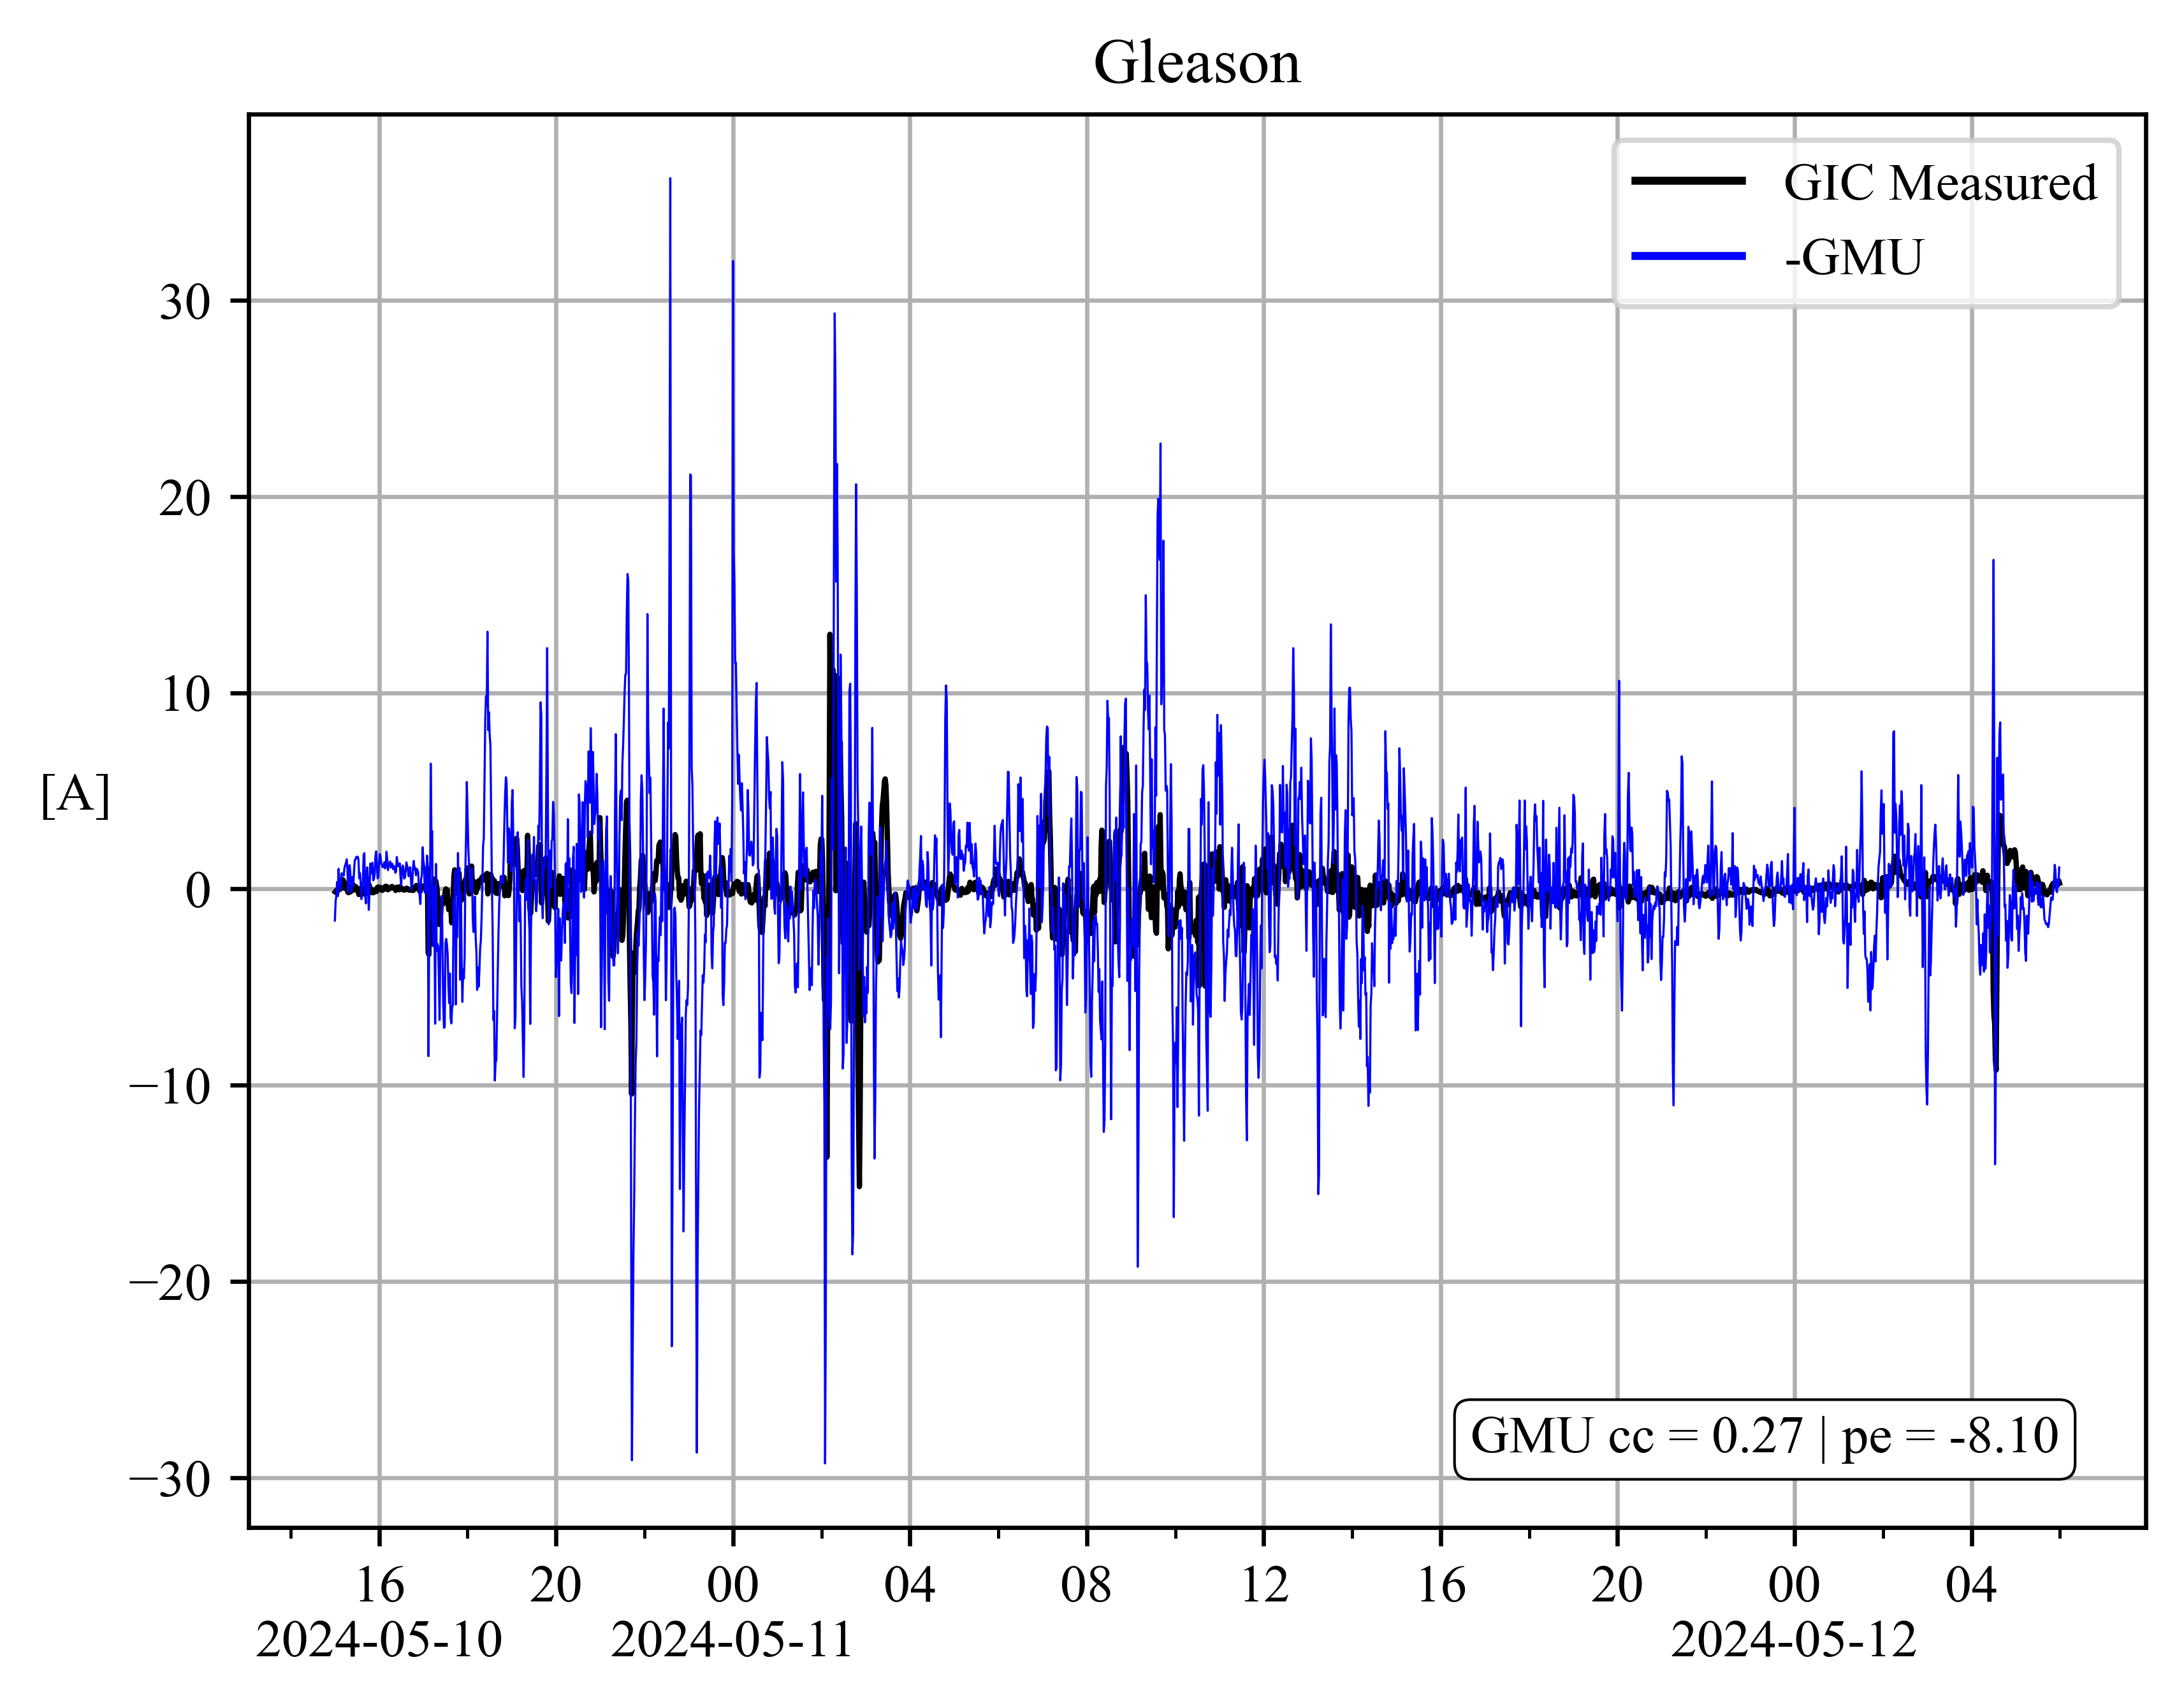 Gleason
GIC Measured
-GMU
30
20
10
[A]
0
−10
−20
GMU cc = 0.27 | pe = -8.10
−30
16 20 00 04 08 12 16 20 00 04
2024-05-10 2024-05-11 2024-05-12